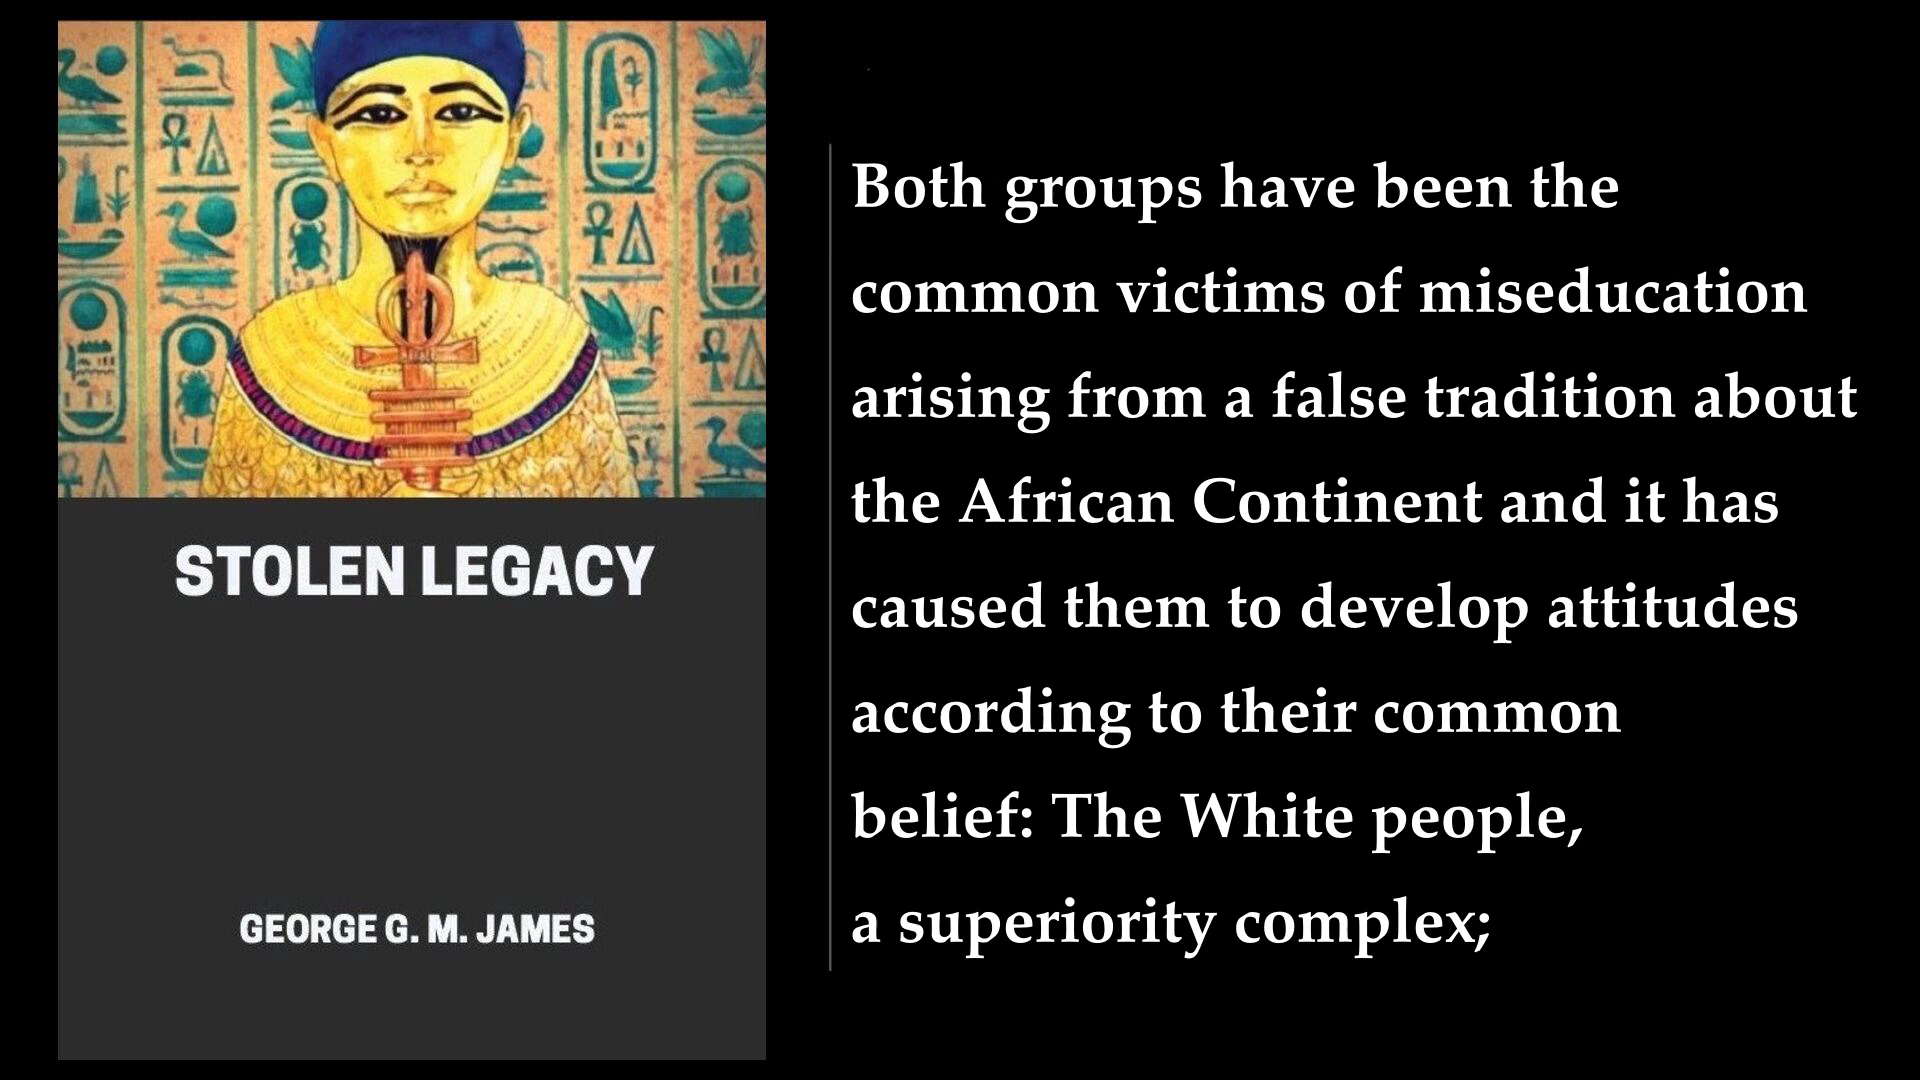 STOLEN LEGACY
GEORGE G. M. JAMES
Both groups have been the
common victims of miseducation
arising from a false tradition about
the African Continent and it has
caused them to develop attitudes
according to their common
belief: The White people,
a superiority complex;